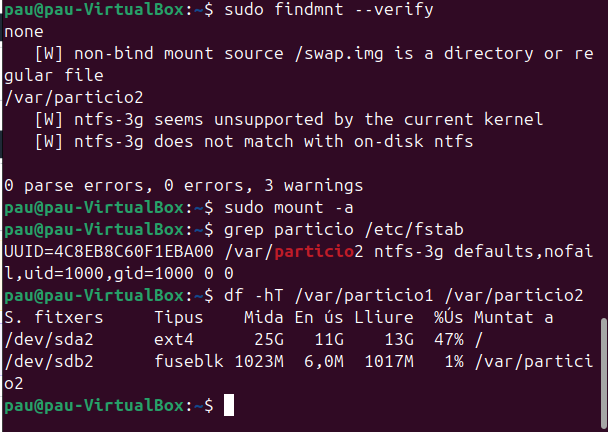 pau@pau-VirtualBox:~$ sudo findmnt --verify
none
   [W] non-bind mount source /swap.img is a directory or re
gular file
/var/particio2
   [W] ntfs-3g seems unsupported by the current kernel
   [W] ntfs-3g does not match with on-disk ntfs

0 parse errors, 0 errors, 3 warnings
pau@pau-VirtualBox:~$ sudo mount -a
pau@pau-VirtualBox:~$ grep particio /etc/fstab
UUID=4C8EB8C60F1EBA00 /var/particio2 ntfs-3g defaults,nofai
l,uid=1000,gid=1000 0 0
pau@pau-VirtualBox:~$ df -hT /var/particio1 /var/particio2
S. fitxers     Tipus    Mida En ús Lliure  %Ús Muntat a
/dev/sda2      ext4      25G   11G    13G  47% /
/dev/sdb2      fuseblk 1023M  6,0M  1017M   1% /var/partici
o2
pau@pau-VirtualBox:~$